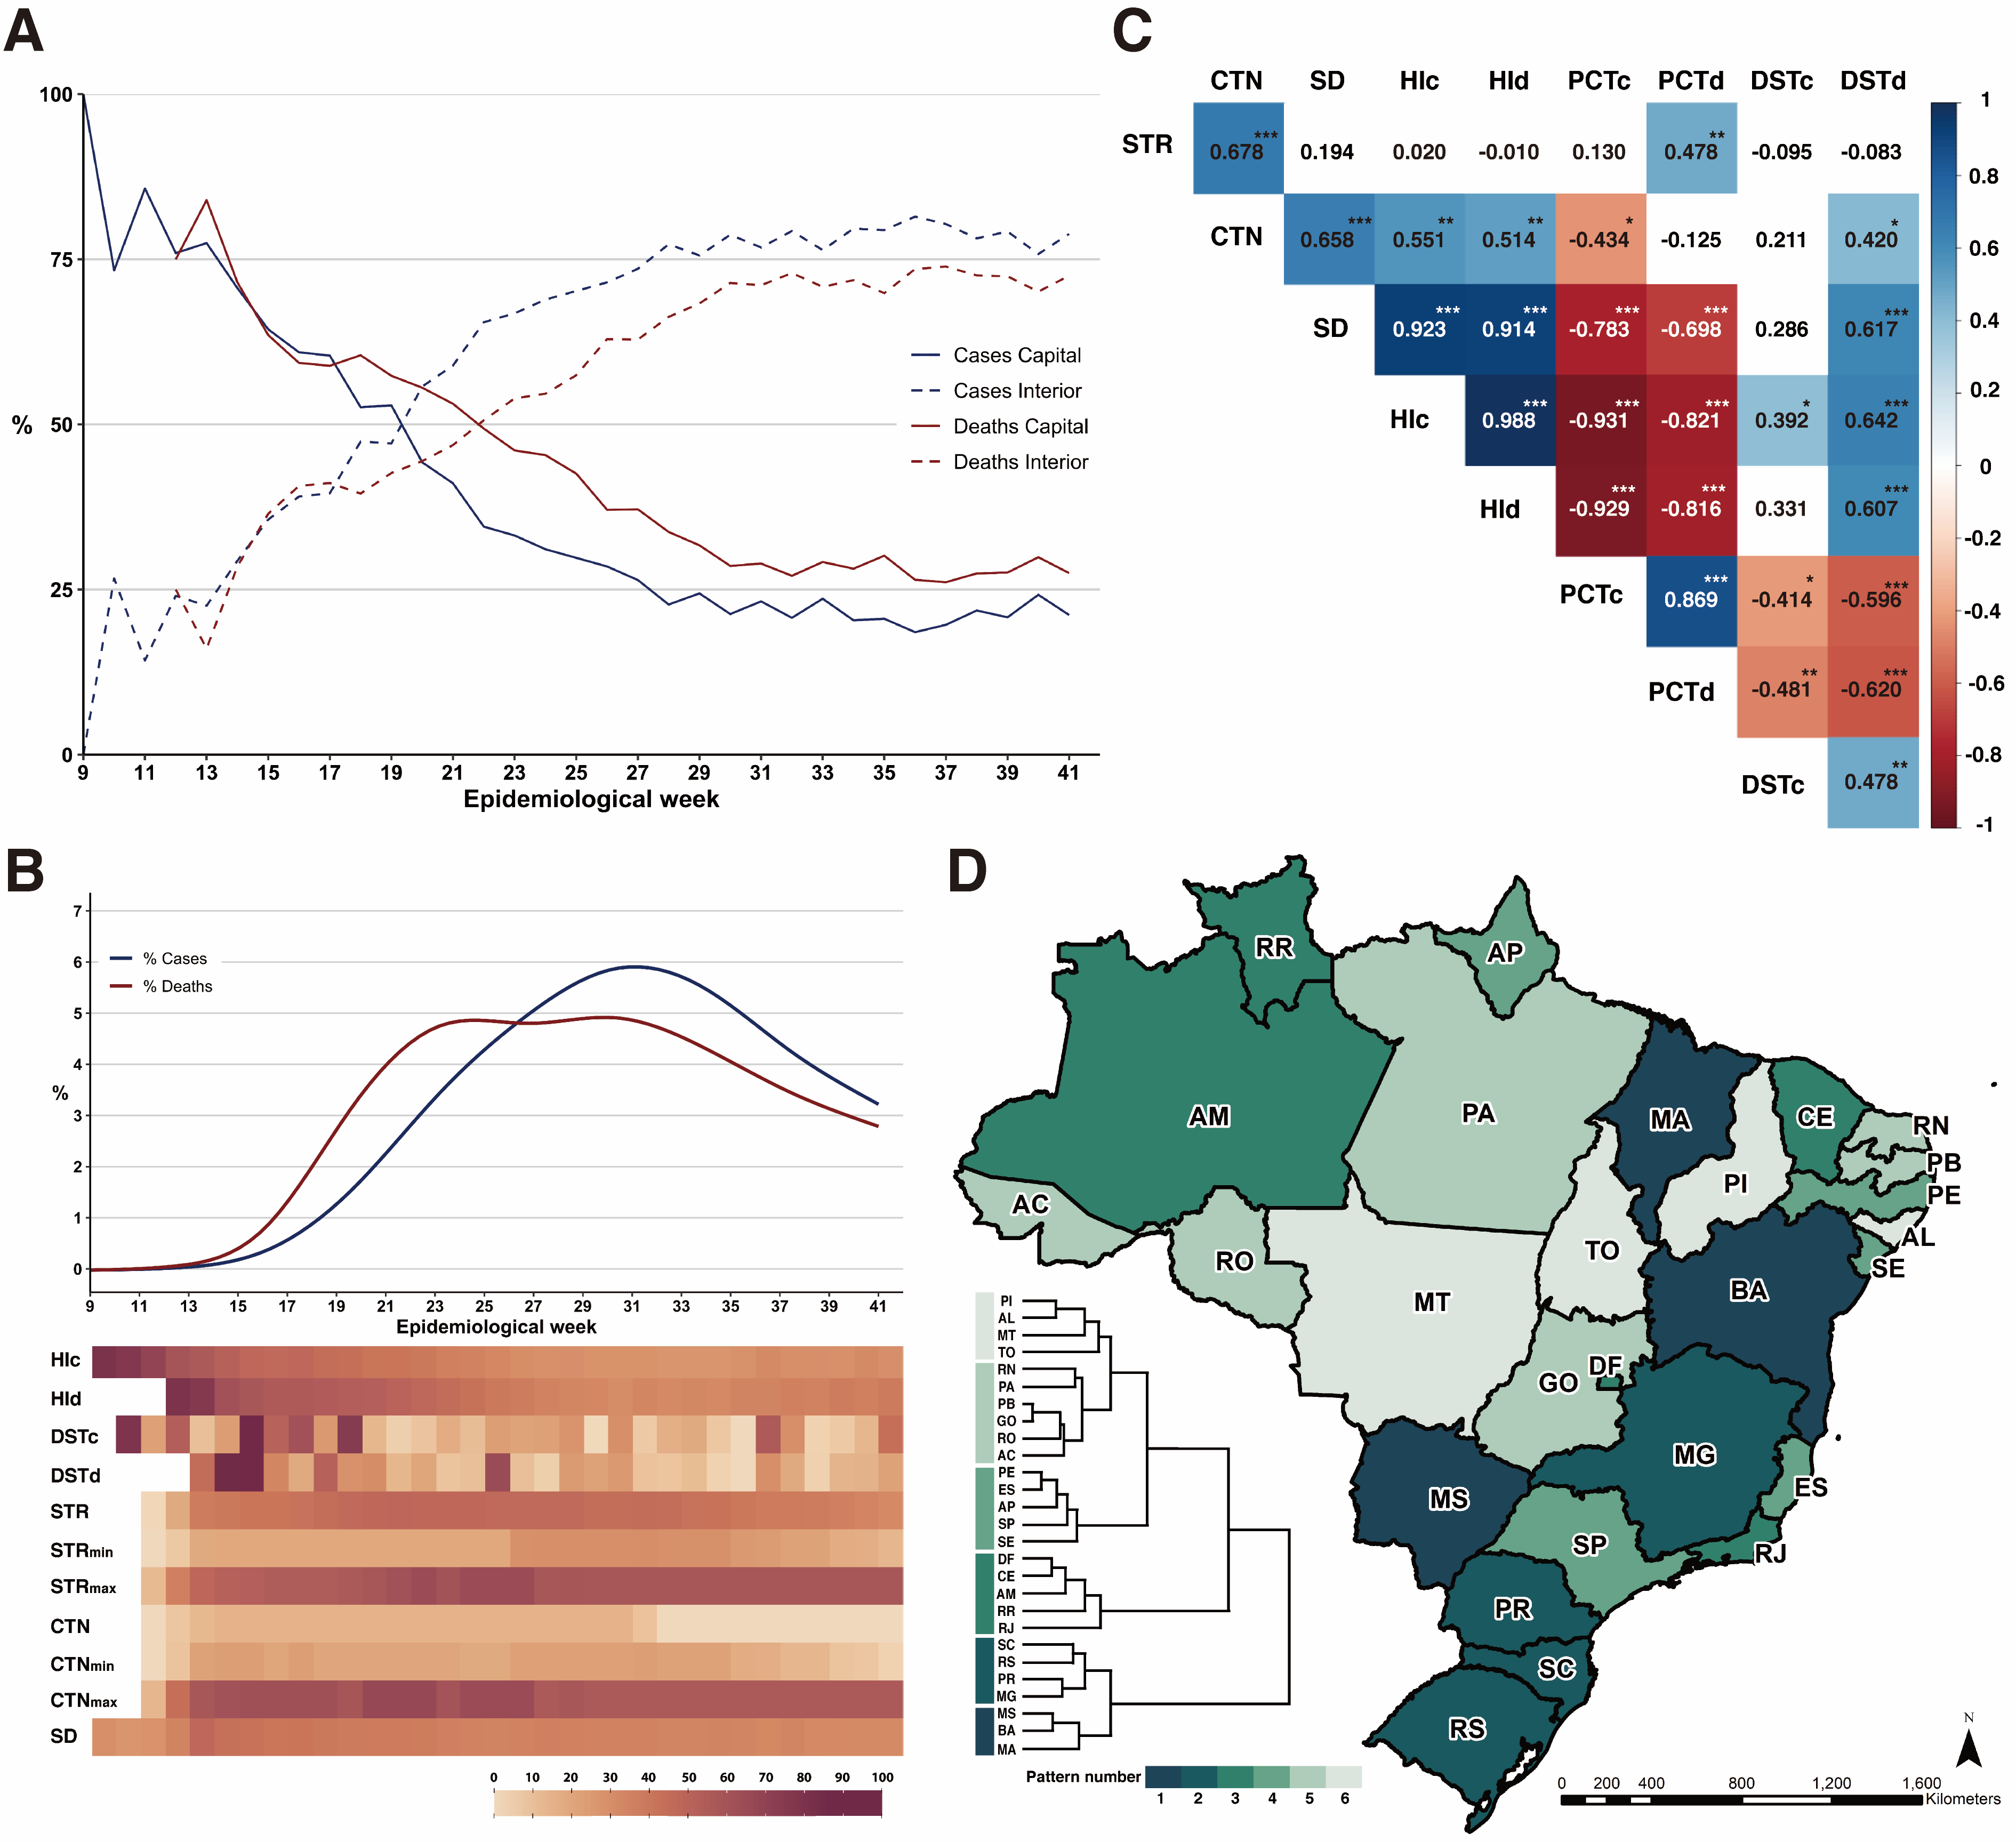 A
100
75
50
25
0
%
9 11 13 15 17 19 21 23 25 27 29 31 33 35 37 39 41
Epidemiological week
Cases Capital
Cases Interior
Deaths Capital
Deaths Interior
C
CTN SD HIc HId PCTc PCTd DSTc DSTd
STR 0.678*** 0.194 0.020 -0.010 0.130 0.478** -0.095 -0.083
CTN 0.658*** 0.551** 0.514** -0.434* -0.125 0.211 0.420*
SD 0.923*** 0.914*** -0.783*** -0.698*** 0.286 0.617***
HIc 0.988*** -0.931*** -0.821*** 0.392* 0.642***
HId -0.929*** -0.816*** 0.331 0.607***
PCTc 0.869*** -0.414* -0.596***
PCTd -0.481** -0.620***
DSTc 0.478**
1
0.8
0.6
0.4
0.2
0
-0.2
-0.4
-0.6
-0.8
-1
B
7
6
5
4
3
2
1
0
%
% Cases
% Deaths
9 11 13 15 17 19 21 23 25 27 29 31 33 35 37 39 41
Epidemiological week
HIc
HId
DSTc
DSTd
STR
STRmin
STRmax
CTN
CTNmin
CTNmax
SD
0 10 20 30 40 50 60 70 80 90 100
D
RR
AP
AM
PA
MA
CE
RN
PB
PE
PI
AL
SE
AC
RO
TO
BA
MT
DF
GO
MG
ES
MS
SP
RJ
PR
SC
RS
PI
AL
MT
TO
RN
PA
PB
GO
RO
AC
PE
ES
AP
SP
SE
DF
CE
AM
RR
RJ
SC
RS
PR
MG
MS
BA
MA
Pattern number
1 2 3 4 5 6
N
0 200 400 800 1,200 1,600
Kilometers